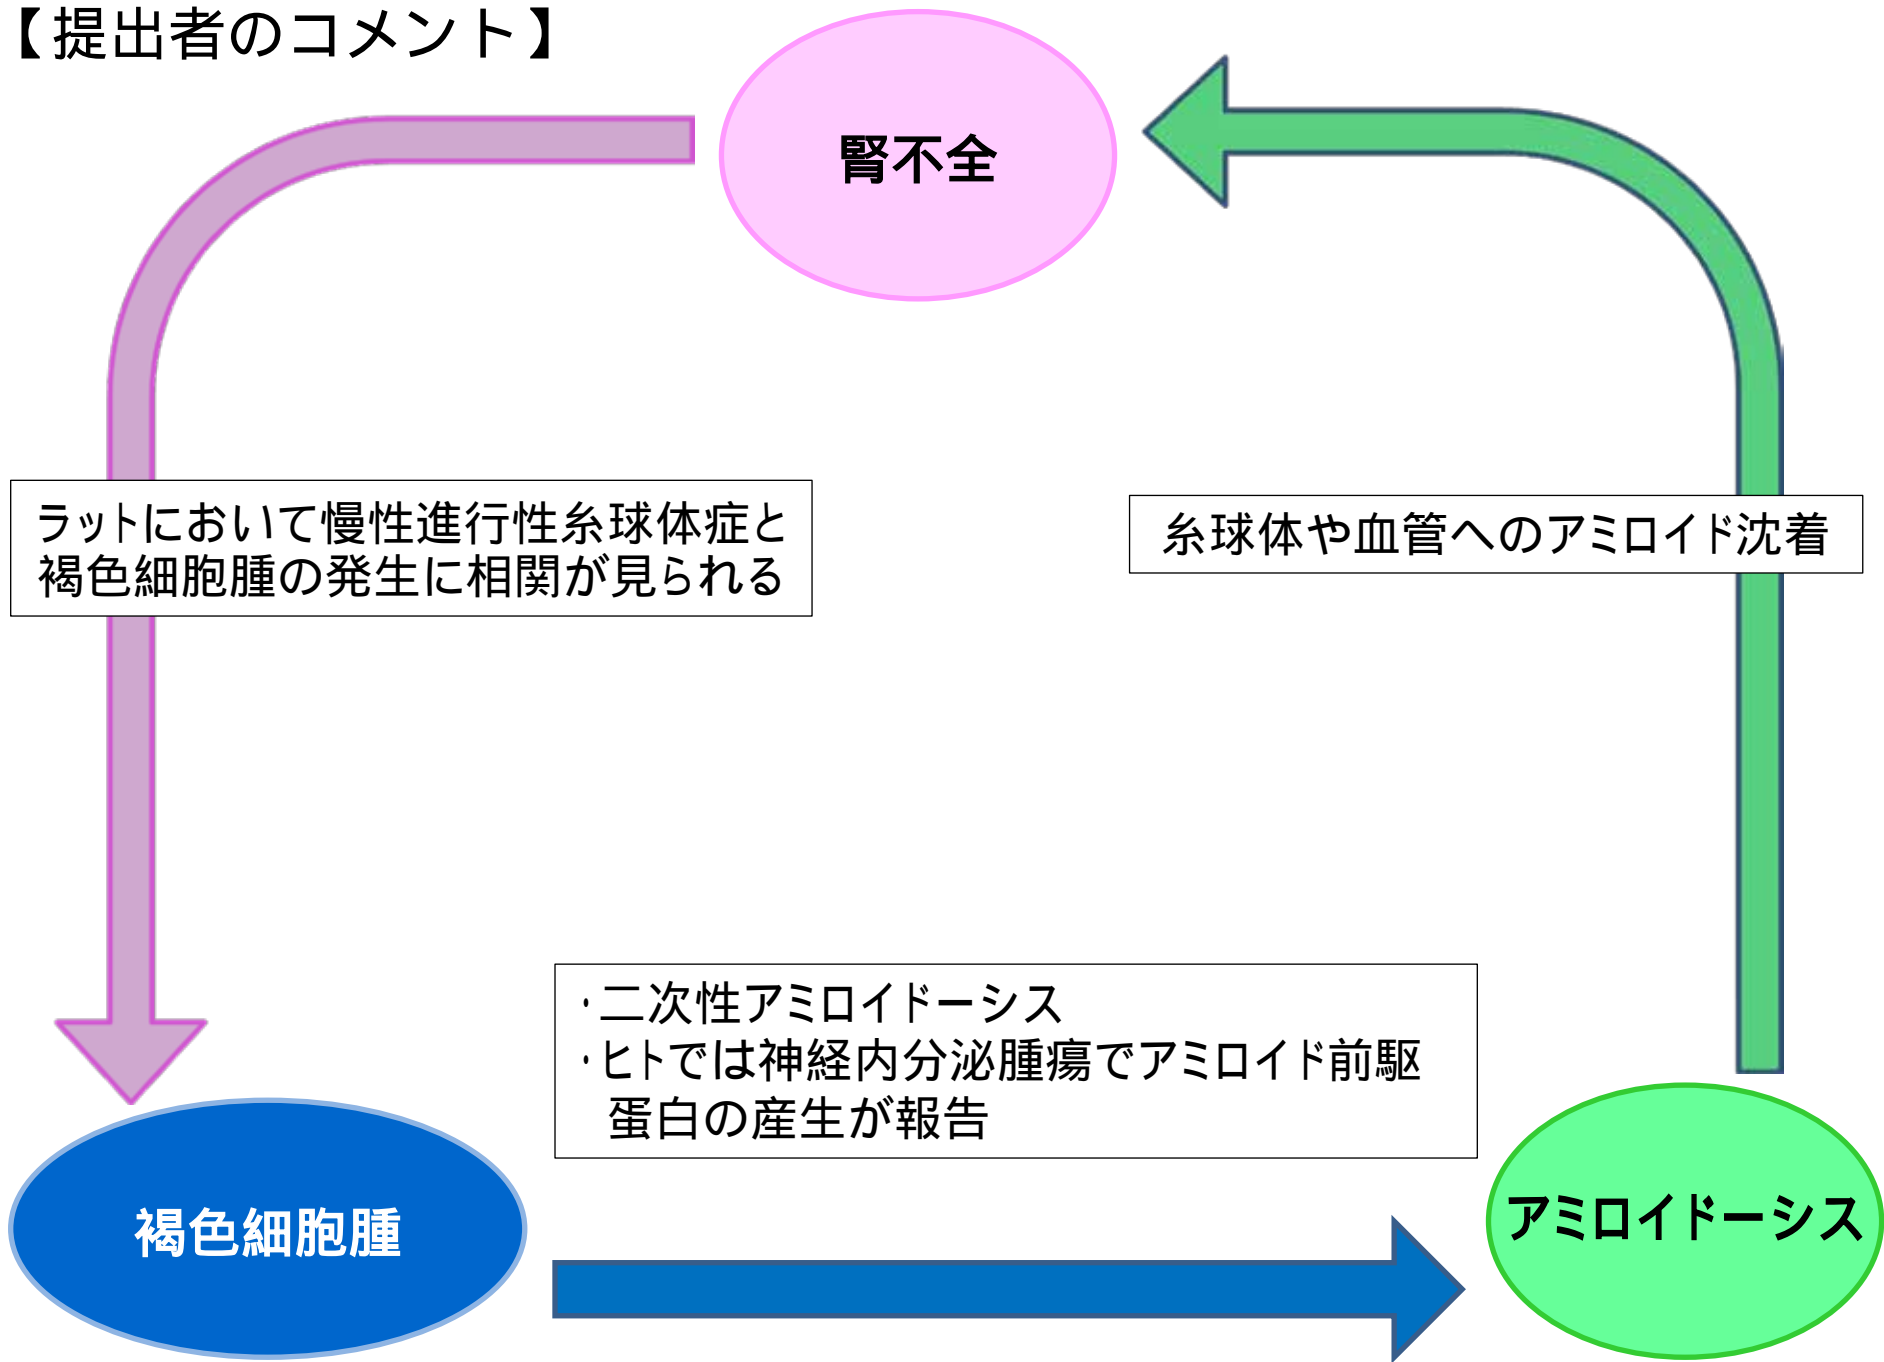 【提出者のコメント】
腎不全
ラットにおいて慢性進行性糸球体症と
褐色細胞腫の発生に相関が見られる
糸球体や血管へのアミロイド沈着
・二次性アミロイドーシス
・ヒトでは神経内分泌腫瘍でアミロイド前駆
蛋白の産生が報告
褐色細胞腫
アミロイドーシス